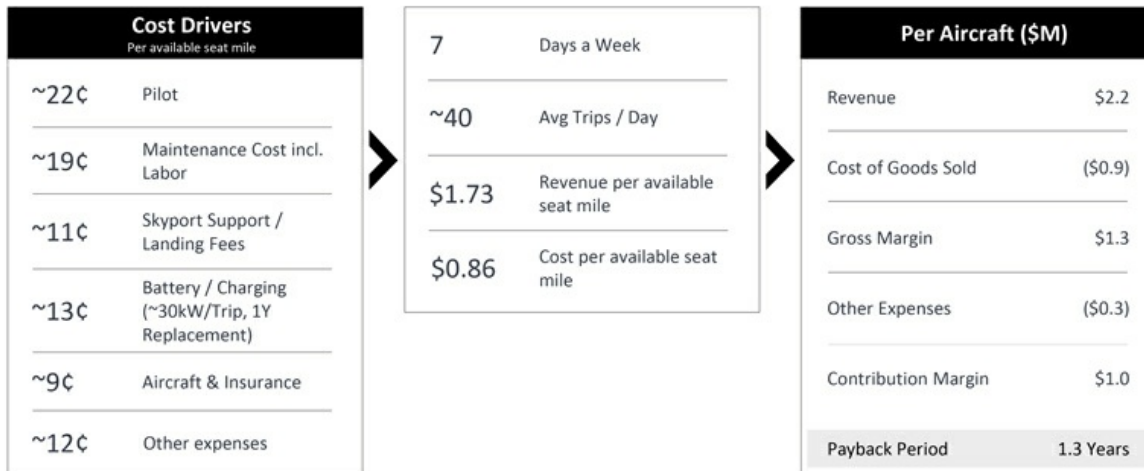 Cost Drivers
Per available seat mile
~22¢ Pilot
~19¢ Maintenance Cost incl.
Labor
~11¢ Skyport Support /
Landing Fees
~13¢ Battery / Charging
(~30kW/Trip, 1Y
Replacement)
~9¢ Aircraft & Insurance
~12¢ Other expenses
7 Days a Week
~40 Avg Trips / Day
$1.73 Revenue per available
seat mile
$0.86 Cost per available seat
mile
Per Aircraft ($M)
Revenue $2.2
Cost of Goods Sold ($0.9)
Gross Margin $1.3
Other Expenses ($0.3)
Contribution Margin $1.0
Payback Period 1.3 Years